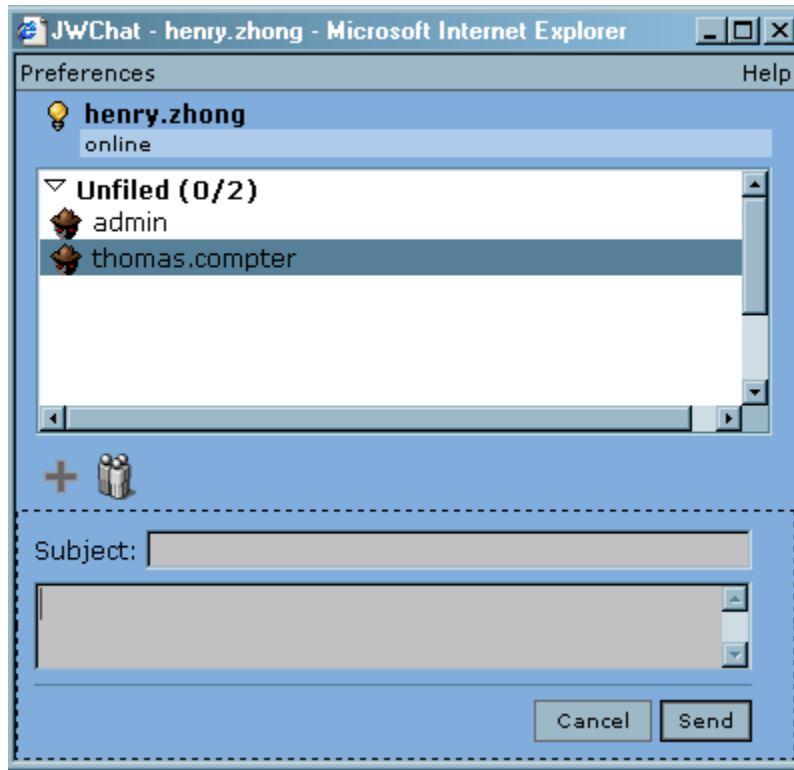 JWChat - henry.zhong - Microsoft Internet Explorer
Preferences Help
henry.zhong
online
Unfiled (0/2)
admin
thomas.compter
Subject:
Cancel Send